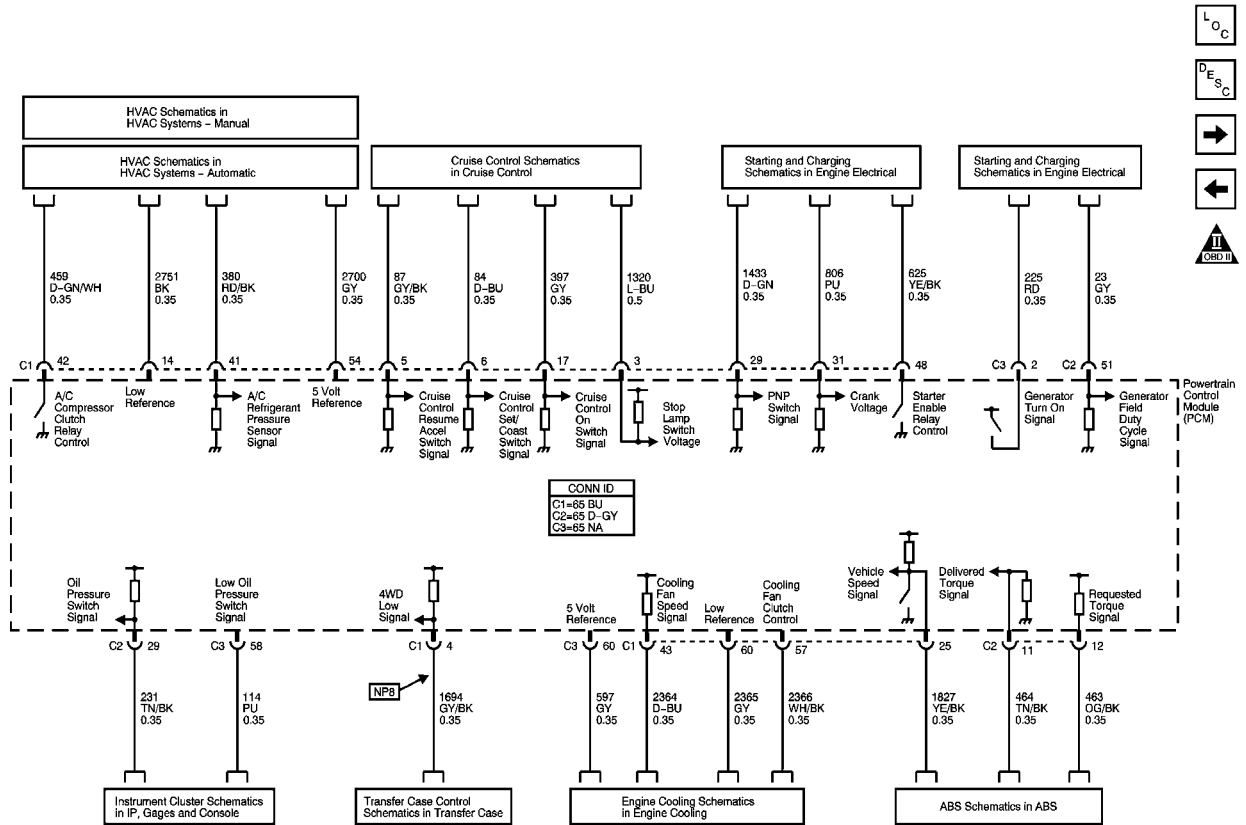 LOC
DESC
II
OBD II
HVAC Schematics in
HVAC Systems – Manual
HVAC Schematics in
HVAC Systems – Automatic
Cruise Control Schematics
in Cruise Control
Starting and Charging
Schematics in Engine Electrical
Starting and Charging
Schematics in Engine Electrical
459
D–GN/WH
0.35
2751
BK
0.35
380
RD/BK
0.35
2700
GY
0.35
87
GY/BK
0.35
84
D–BU
0.35
397
GY
0.35
1320
L–BU
0.5
1433
D–GN
0.35
806
PU
0.35
625
YE/BK
0.35
225
RD
0.35
23
GY
0.35
C1 42 14 41 54 5 6 17 3 29 31 48 C3 2 C2 51
A/C
Compressor
Clutch
Relay
Control
Low
Reference
A/C
Refrigerant
Pressure
Sensor
Signal
5 Volt
Reference
Cruise
Control
Resume
Accel
Switch
Signal
Cruise
Control
Set/
Coast
Switch
Signal
Cruise
Control
On
Switch
Signal
Stop
Lamp
Switch
Voltage
PNP
Switch
Signal
Crank
Voltage
Starter
Enable
Relay
Control
Generator
Turn On
Signal
Generator
Field
Duty
Cycle
Signal
Powertrain
Control
Module
(PCM)
CONN ID
C1=65 BU
C2=65 D–GY
C3=65 NA
Oil
Pressure
Switch
Signal
Low Oil
Pressure
Switch
Signal
4WD
Low
Signal
5 Volt
Reference
Cooling
Fan
Speed
Signal
Low
Reference
Cooling
Fan
Clutch
Control
Vehicle
Speed
Signal
Delivered
Torque
Signal
Requested
Torque
Signal
C2 29 C3 58 C1 4 C3 60 C1 43 60 57 25 C2 11 12
NP8
231
TN/BK
0.35
114
PU
0.35
1694
GY/BK
0.35
597
GY
0.35
2364
D–BU
0.35
2365
GY
0.35
2366
WH/BK
0.35
1827
YE/BK
0.35
464
TN/BK
0.35
463
OG/BK
0.35
Instrument Cluster Schematics
in IP, Gages and Console
Transfer Case Control
Schematics in Transfer Case
Engine Cooling Schematics
in Engine Cooling
ABS Schematics in ABS